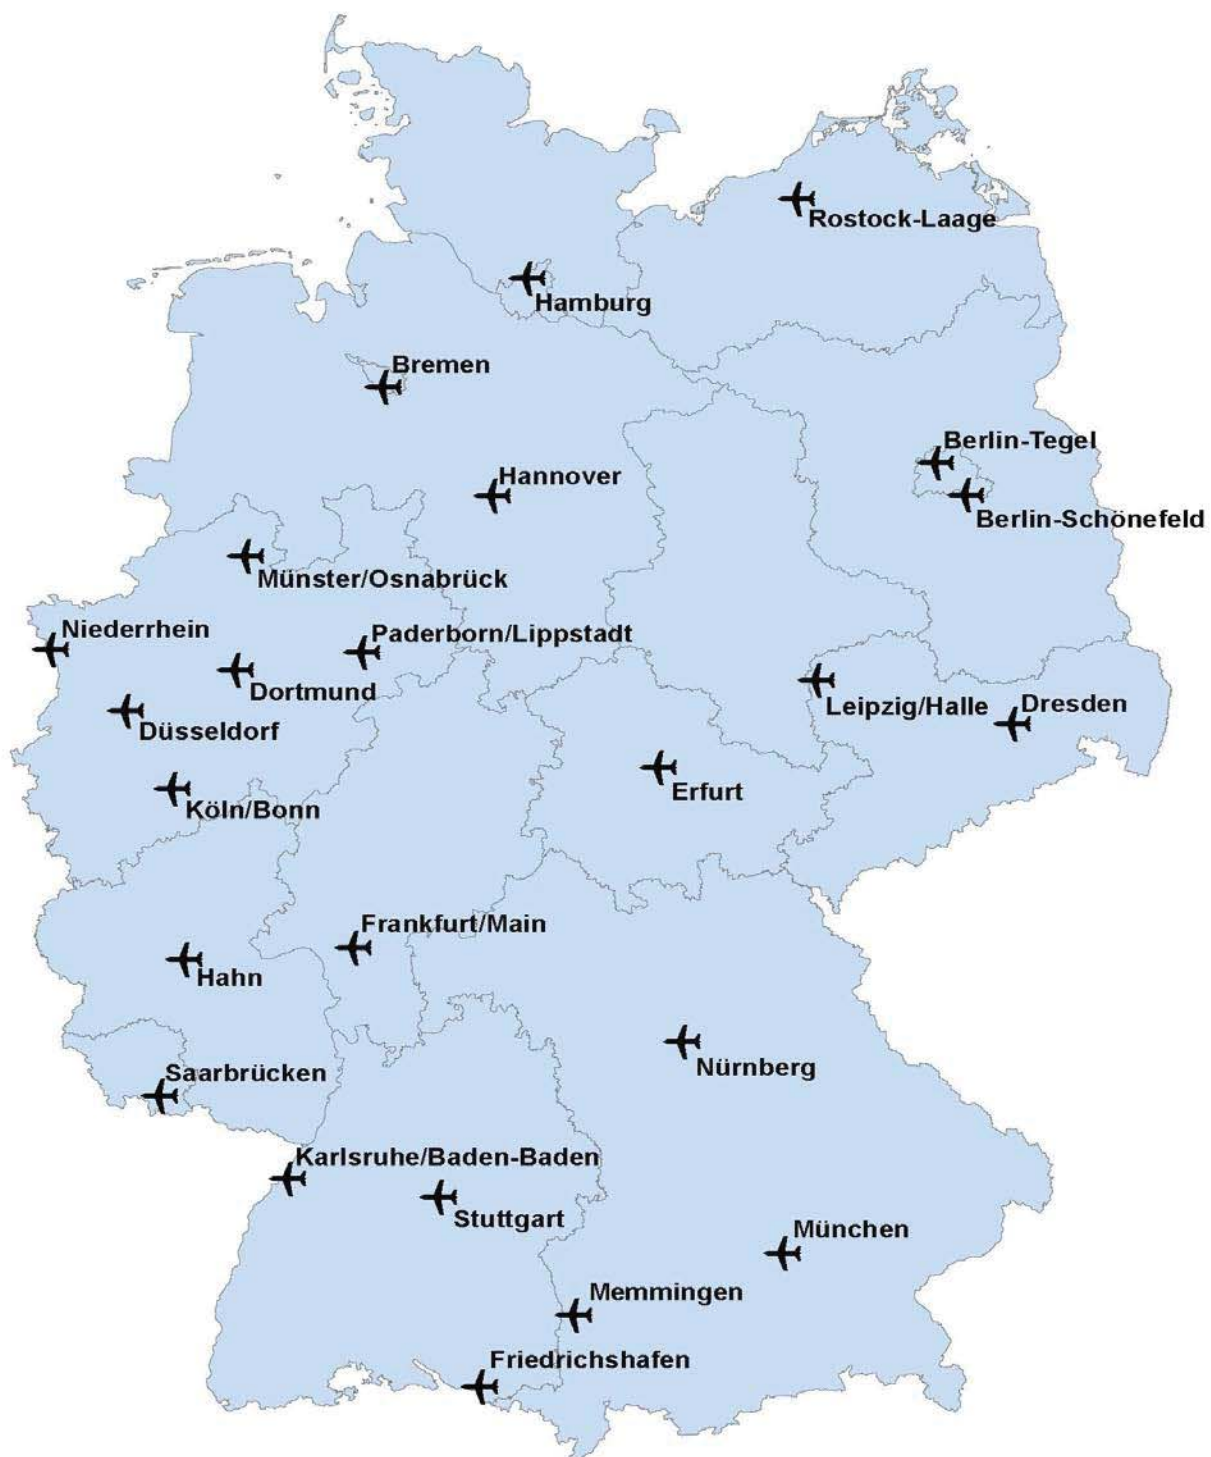 Rostock-Laage
Hamburg
Bremen
Berlin-Tegel
Hannover
Berlin-Schönefeld
Münster/Osnabrück
Niederrhein
Paderborn/Lippstadt
Dortmund
Leipzig/Halle
Dresden
Düsseldorf
Erfurt
Köln/Bonn
Frankfurt/Main
Hahn
Nürnberg
Saarbrücken
Karlsruhe/Baden-Baden
Stuttgart
München
Memmingen
Friedrichshafen